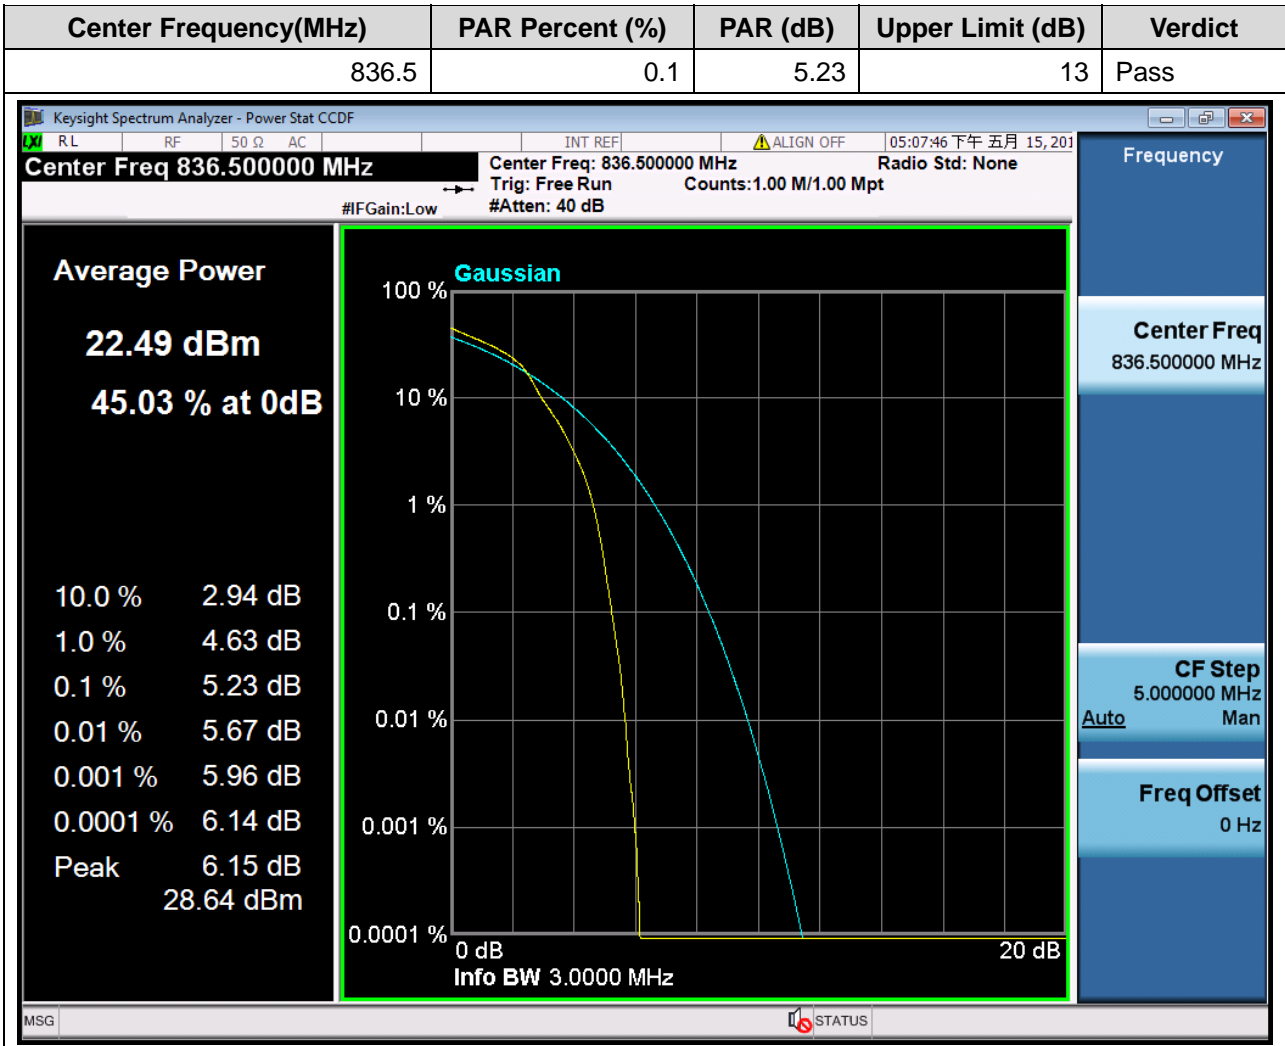 Center Frequency(MHz) PAR Percent (%) PAR (dB) Upper Limit (dB) Verdict
836.5 0.1 5.23 13 Pass
Keysight Spectrum Analyzer - Power Stat CCDF
LXI RL RF 50 Ω AC INT REF ALIGN OFF 05:07:46 下午 五月 15, 201
Center Freq 836.500000 MHz
Center Freq: 836.500000 MHz Radio Std: None
Trig: Free Run Counts:1.00 M/1.00 Mpt
#IFGain:Low #Atten: 40 dB
Frequency
Average Power
22.49 dBm
45.03 % at 0dB
10.0 % 2.94 dB
1.0 % 4.63 dB
0.1 % 5.23 dB
0.01 % 5.67 dB
0.001 % 5.96 dB
0.0001 % 6.14 dB
Peak 6.15 dB
28.64 dBm
Gaussian
100 %
10 %
1 %
0.1 %
0.01 %
0.001 %
0.0001 %
0 dB 20 dB
Info BW 3.0000 MHz
Center Freq
836.500000 MHz
CF Step
5.000000 MHz
Auto Man
Freq Offset
0 Hz
MSG STATUS